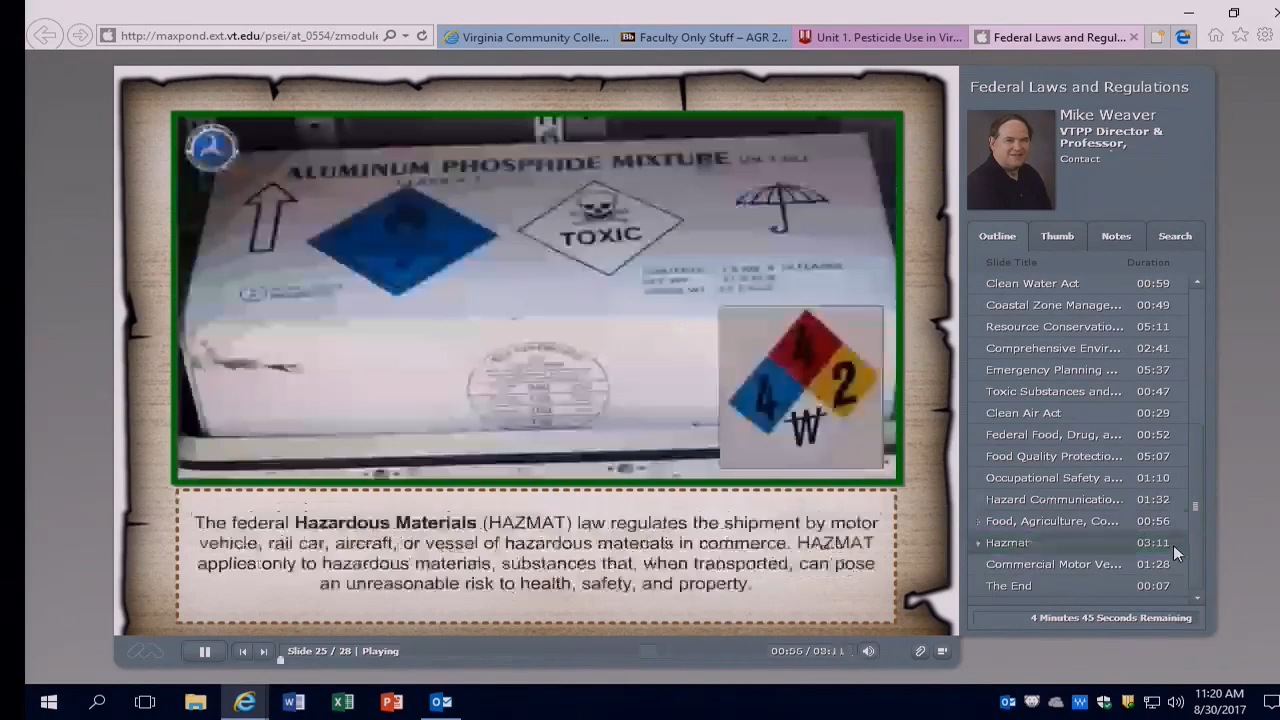 http://maxpond.ext.vt.edu/psei/at_0554/zmodule
Virginia Community Colle...
Bb Faculty Only Stuff – AGR 2...
Unit 1. Pesticide Use in Vir...
Federal Laws and Regul...
ALUMINUM PHOSPHIDE MIXTURE
TOXIC
4
4
2
W
The federal Hazardous Materials (HAZMAT) law regulates the shipment by motor
vehicle, rail car, aircraft, or vessel of hazardous materials in commerce. HAZMAT
applies only to hazardous materials, substances that, when transported, can pose
an unreasonable risk to health, safety, and property.
Slide 25 / 28 | Playing
Federal Laws and Regulations
Mike Weaver
VTPP Director &
Professor,
Contact
Outline Thumb Notes Search
Slide Title Duration
Clean Water Act 00:59
Coastal Zone Manage... 00:49
Resource Conservatio... 05:11
Comprehensive Envir... 02:41
Emergency Planning ... 05:37
Toxic Substances and... 00:47
Clean Air Act 00:29
Federal Food, Drug, a... 00:52
Food Quality Protectio... 05:07
Occupational Safety a... 01:10
Hazard Communicatio... 01:32
Food, Agriculture, Co... 00:56
Hazmat 03:11
Commercial Motor Ve... 01:28
The End 00:07
4 Minutes 45 Seconds Remaining
11:20 AM
8/30/2017